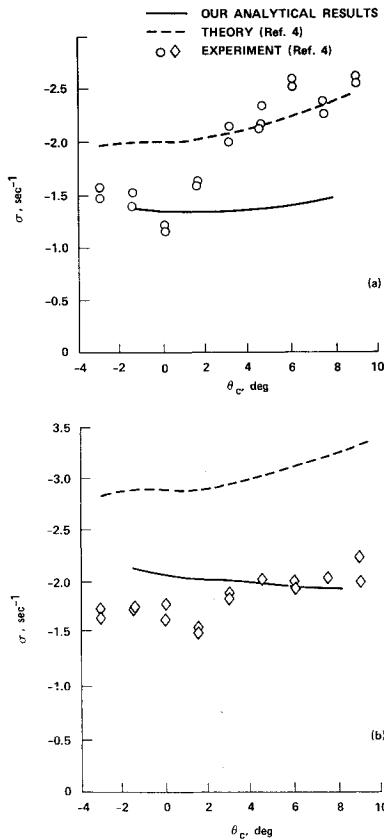 OUR ANALYTICAL RESULTS
THEORY (Ref. 4)
EXPERIMENT (Ref. 4)
-2.5
-2.0
-1.5
-1.0
-.5
0
σ, sec⁻¹
(a)
-4 -2 0 2 4 6 8 10
θc, deg
3.5
-3.0
-2.5
-2.0
-1.5
-1.0
-0.5
0
σ, sec⁻¹
(b)
-4 -2 0 2 4 6 8 10
θc, deg